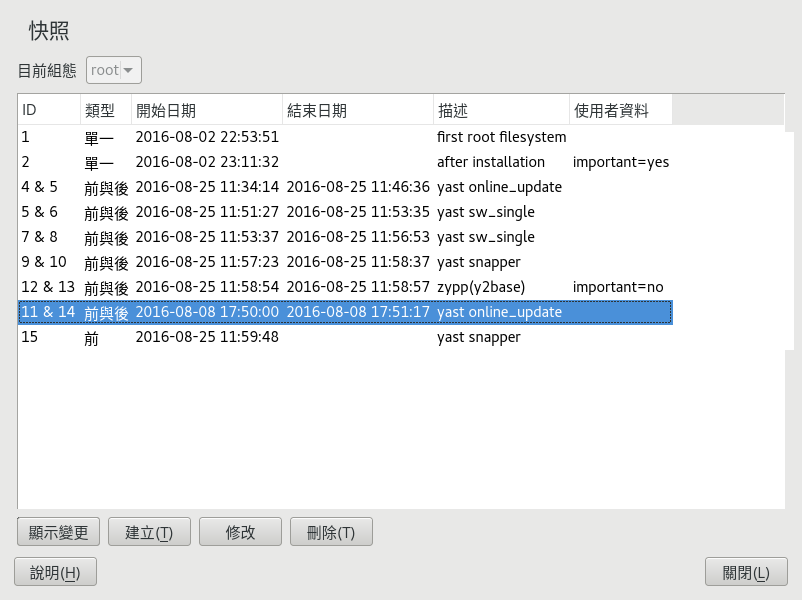 快照
目前組態 root
ID 類型 開始日期 結束日期 描述 使用者資料
1 單一 2016-08-02 22:53:51 first root filesystem
2 單一 2016-08-02 23:11:32 after installation important=yes
4 & 5 前與後 2016-08-25 11:34:14 2016-08-25 11:46:36 yast online_update
5 & 6 前與後 2016-08-25 11:51:27 2016-08-25 11:53:35 yast sw_single
7 & 8 前與後 2016-08-25 11:53:37 2016-08-25 11:56:53 yast sw_single
9 & 10 前與後 2016-08-25 11:57:23 2016-08-25 11:58:37 yast snapper
12 & 13 前與後 2016-08-25 11:58:54 2016-08-25 11:58:57 zypp(y2base) important=no
11 & 14 前與後 2016-08-08 17:50:00 2016-08-08 17:51:17 yast online_update
15 前 2016-08-25 11:59:48 yast snapper
顯示變更 建立(T) 修改 刪除(T)
說明(H) 關閉(L)